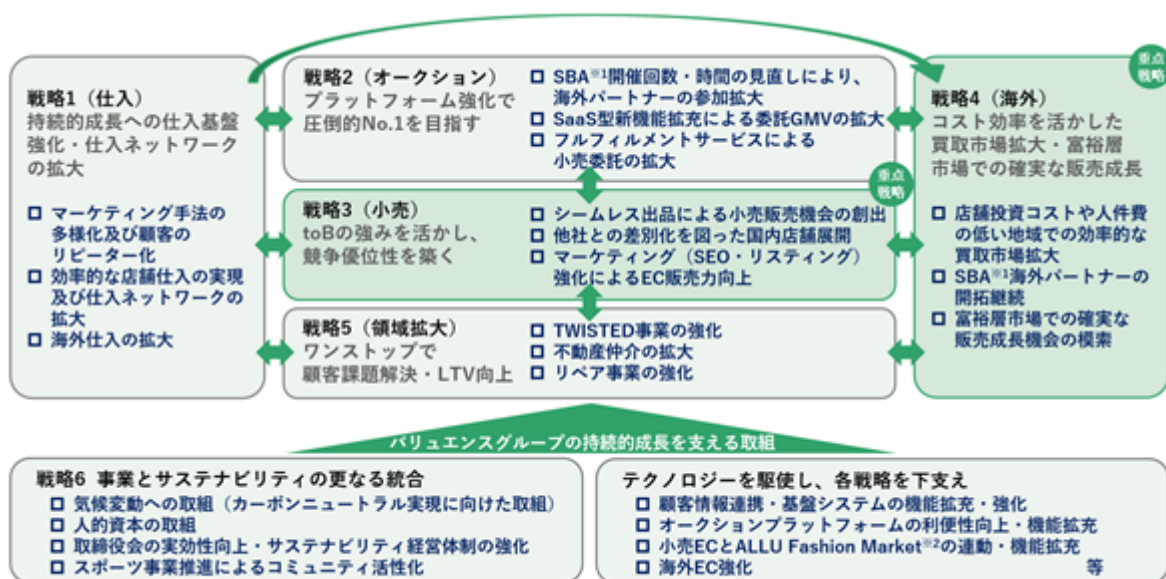 戦略1（仕入）
持続的成長への仕入基盤
強化・仕入ネットワーク
の拡大
マーケティング手法の
多様化及び顧客の
リピーター化
効率的な店舗仕入の実現
及び仕入ネットワークの
拡大
海外仕入の拡大
戦略2（オークション）
プラットフォーム強化で
圧倒的No.1を目指す
SBA※1開催回数・時間の見直しにより、
海外パートナーの参加拡大
SaaS型新機能拡充による委託GMVの拡大
フルフィルメントサービスによる
小売委託の拡大
重点
戦略
戦略3（小売）
toBの強みを活かし、
競争優位性を築く
シームレス出品による小売販売機会の創出
他社との差別化を図った国内店舗展開
マーケティング（SEO・リスティング）
強化によるEC販売力向上
戦略5（領域拡大）
ワンストップで
顧客課題解決・LTV向上
TWISTED事業の強化
不動産仲介の拡大
リペア事業の強化
重点
戦略
戦略4（海外）
コスト効率を活かした
買取市場拡大・富裕層
市場での確実な販売成長
店舗投資コストや人件費
の低い地域での効率的な
買取市場拡大
SBA※1海外パートナーの
開拓継続
富裕層市場での確実な
販売成長機会の模索
バリュエンスグループの持続的成長を支える取組
戦略6 事業とサステナビリティの更なる統合
気候変動への取組（カーボンニュートラル実現に向けた取組）
人的資本の取組
取締役会の実効性向上・サステナビリティ経営体制の強化
スポーツ事業推進によるコミュニティ活性化
テクノロジーを駆使し、各戦略を下支え
顧客情報連携・基盤システムの機能拡充・強化
オークションプラットフォームの利便性向上・機能拡充
小売ECとALLU Fashion Market※2の連動・機能拡充
海外EC強化 等